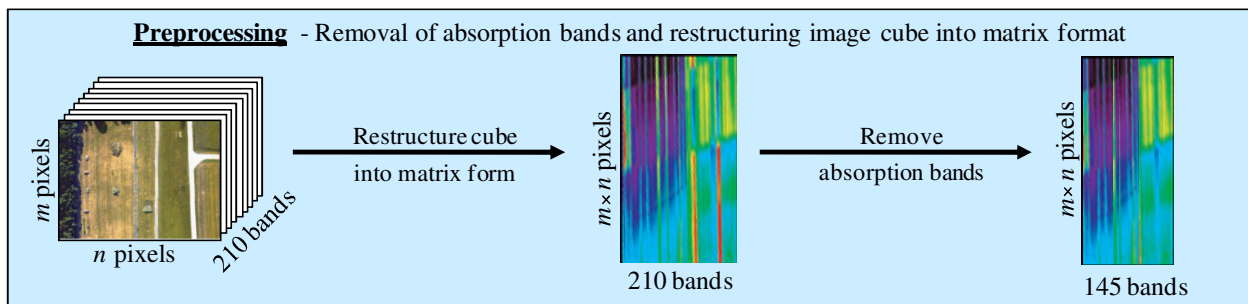 Preprocessing - Removal of absorption bands and restructuring image cube into matrix format
m pixels
n pixels
210 bands
Restructure cube
into matrix form
m× n pixels
210 bands
Remove
absorption bands
m× n pixels
145 bands